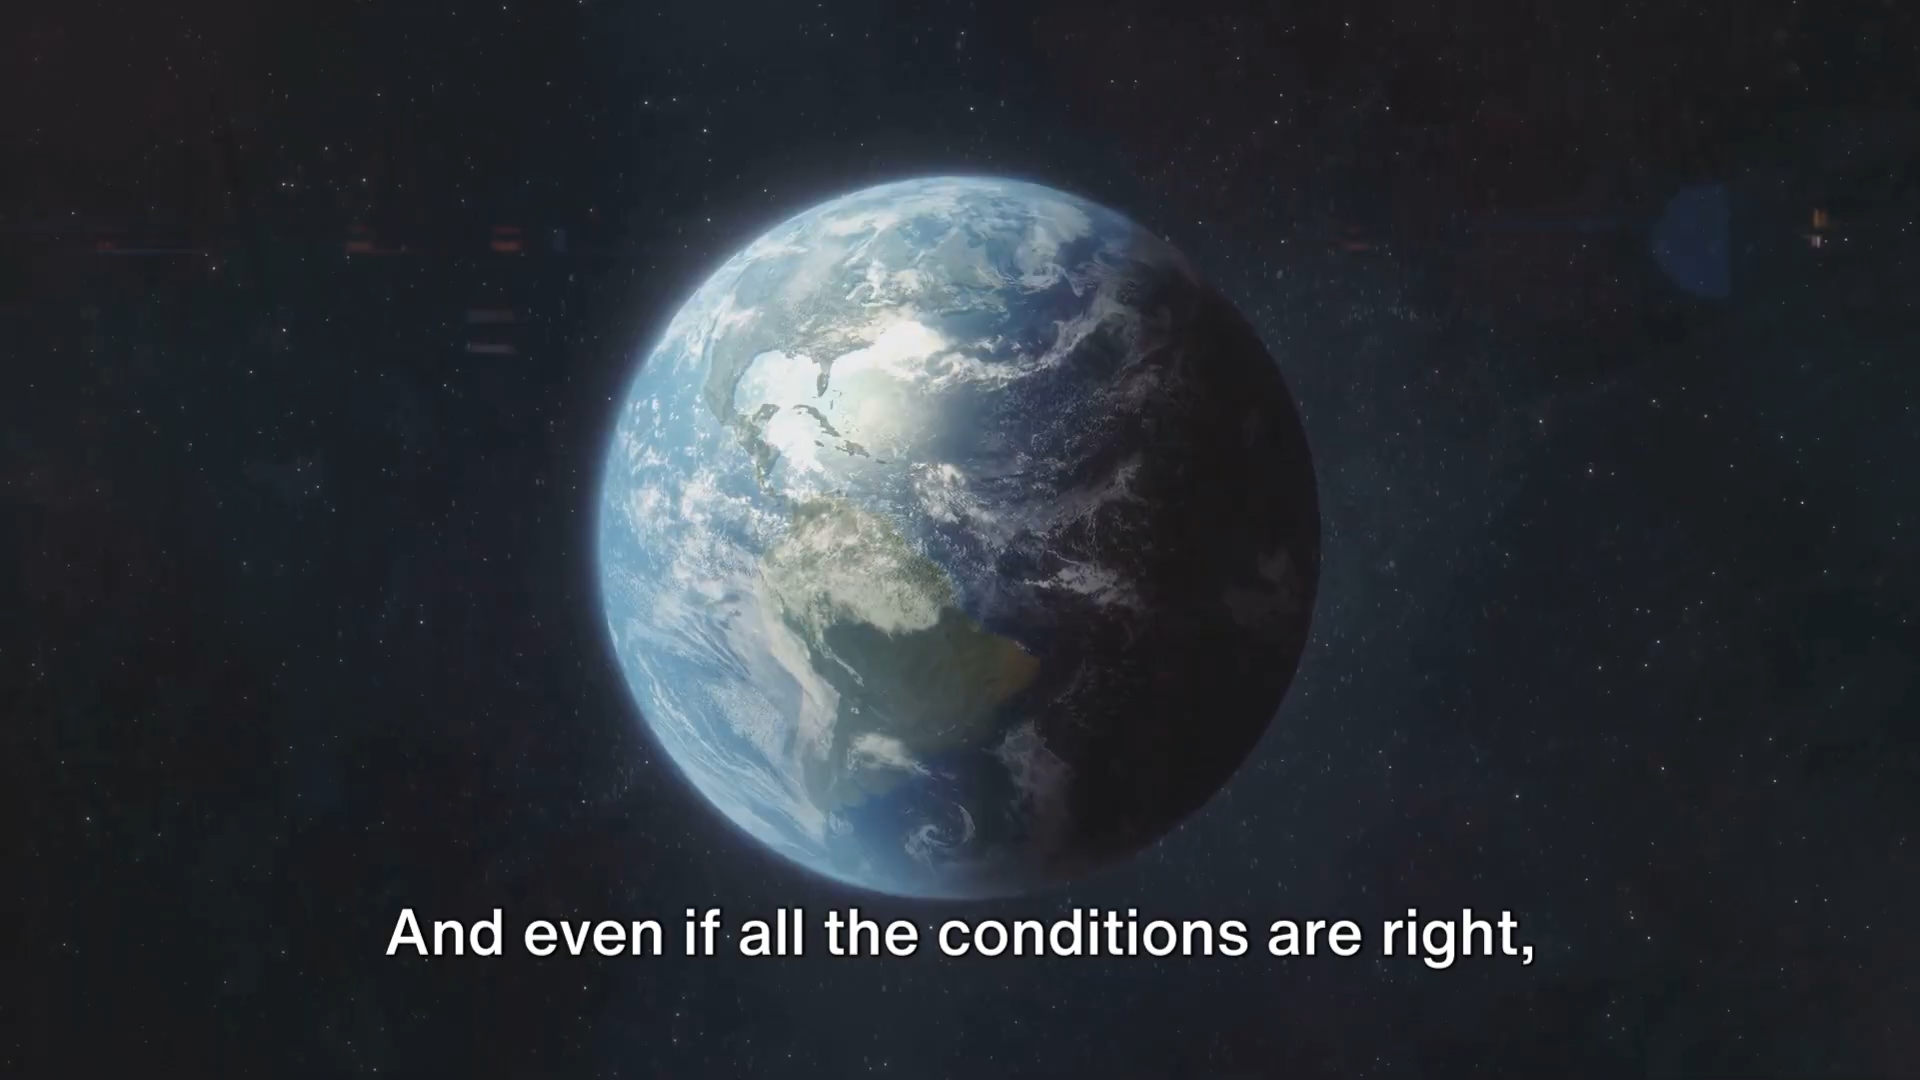 And even if all the conditions are right,